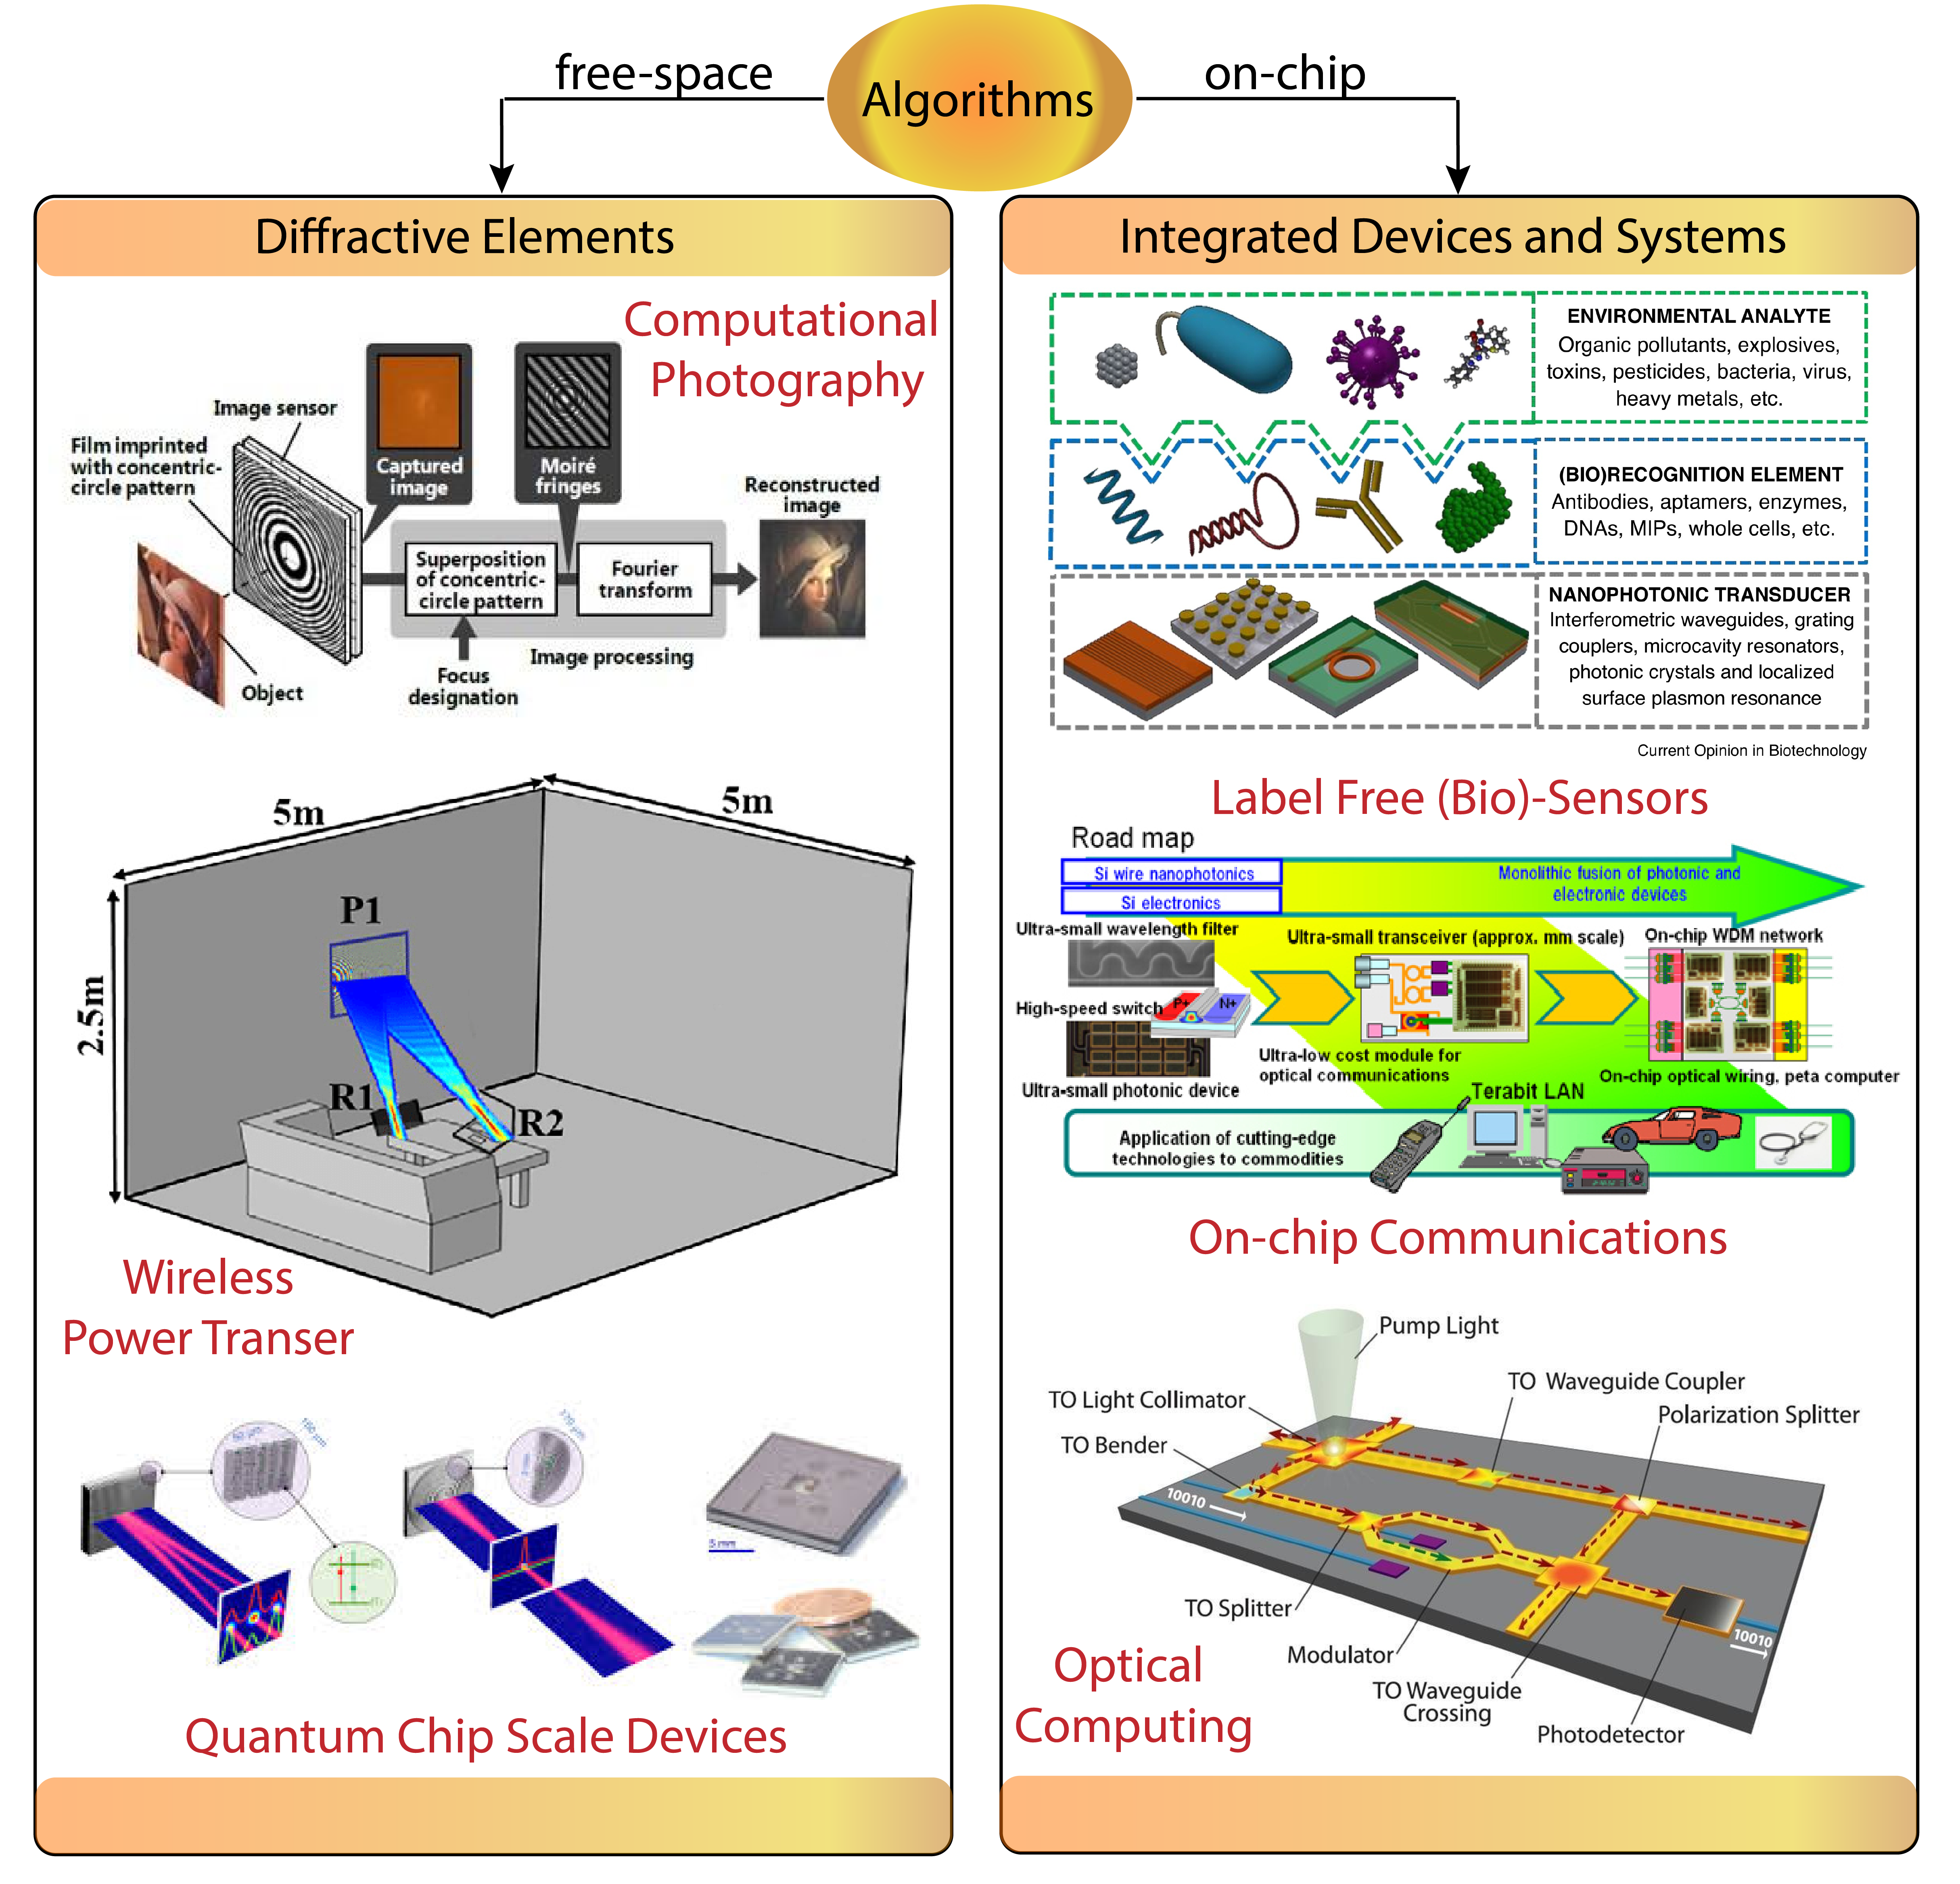 free-space
Algorithms
on-chip
Diffractive Elements
Computational
Photography
Image sensor
Film imprinted
with concentric-
circle pattern
Captured
image
Moiré
fringes
Reconstructed
image
Superposition
of concentric-
circle pattern
Fourier
transform
Image processing
Focus
designation
Object
5m
5m
2.5m
P1
R1
R2
Wireless
Power Transer
5 mm
Quantum Chip Scale Devices
Integrated Devices and Systems
ENVIRONMENTAL ANALYTE
Organic pollutants, explosives,
toxins, pesticides, bacteria, virus,
heavy metals, etc.
(BIO)RECOGNITION ELEMENT
Antibodies, aptamers, enzymes,
DNAs, MIPs, whole cells, etc.
NANOPHOTONIC TRANSDUCER
Interferometric waveguides, grating
couplers, microcavity resonators,
photonic crystals and localized
surface plasmon resonance
Current Opinion in Biotechnology
Label Free (Bio)-Sensors
Road map
Si wire nanophotonics
Si electronics
Monolithic fusion of photonic and
electronic devices
Ultra-small wavelength filter
Ultra-small transceiver (approx. mm scale)
On-chip WDM network
High-speed switch
P+
N+
Ultra-small photonic device
Ultra-low cost module for
optical communications
On-chip optical wiring, peta computer
Terabit LAN
Application of cutting-edge
technologies to commodities
On-chip Communications
Pump Light
TO Light Collimator
TO Waveguide Coupler
Polarization Splitter
TO Bender
10010
TO Splitter
Modulator
TO Waveguide
Crossing
Photodetector
10010
Optical
Computing